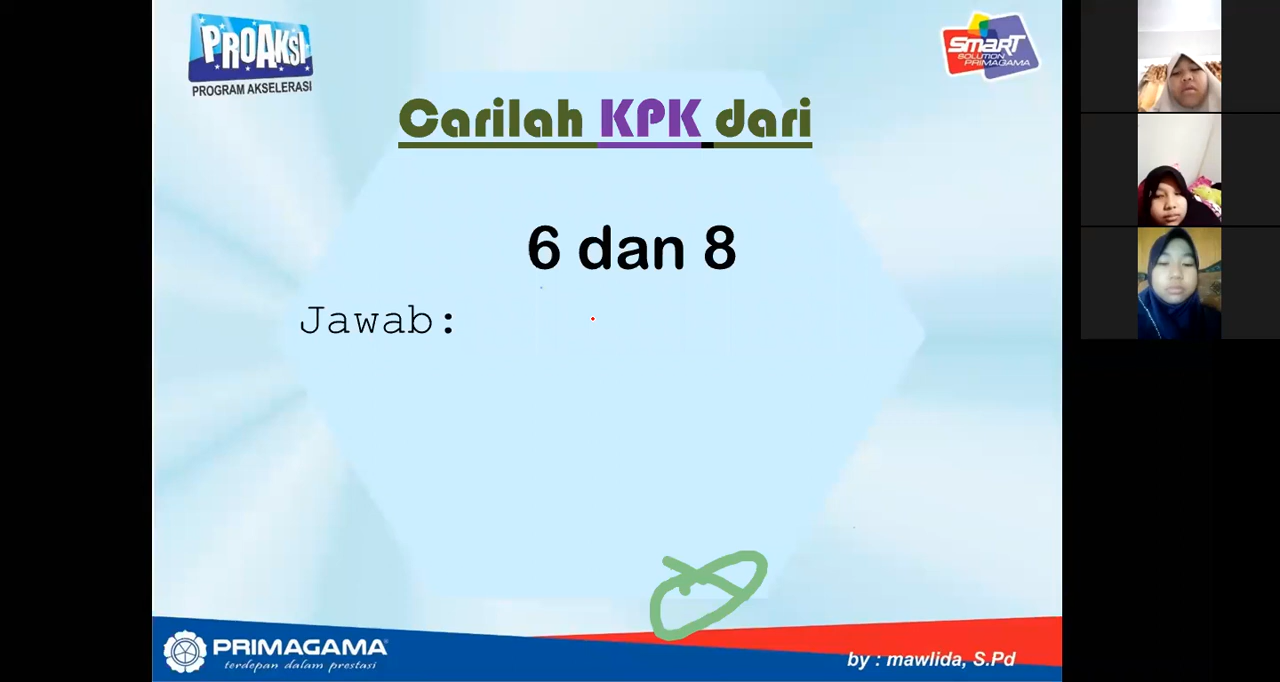 PROAKSI
PROGRAM AKSELERASI
SMART
SOLUTION
PRIMAGAMA
Carilah KPK dari
6 dan 8
Jawab:
PRIMAGAMA
terdepan dalam prestasi
by : mawlida, S.Pd